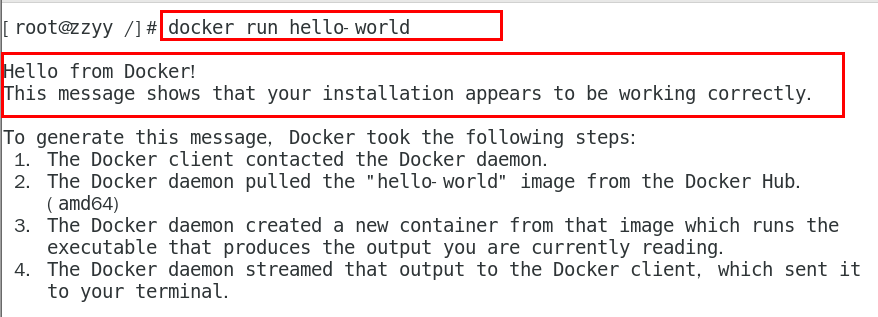 [root@zzyy /]# docker run hello-world
Hello from Docker!
This message shows that your installation appears to be working correctly.
To generate this message, Docker took the following steps:
1. The Docker client contacted the Docker daemon.
2. The Docker daemon pulled the "hello-world" image from the Docker Hub.
(amd64)
3. The Docker daemon created a new container from that image which runs the
executable that produces the output you are currently reading.
4. The Docker daemon streamed that output to the Docker client, which sent it
to your terminal.